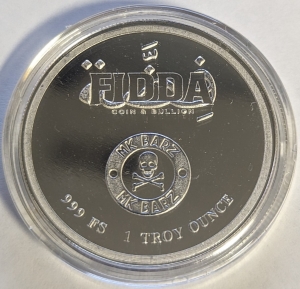 FIDDA
COIN & BULLION
MK BARZ
MK BARZ
999 FS 1 TROY OUNCE